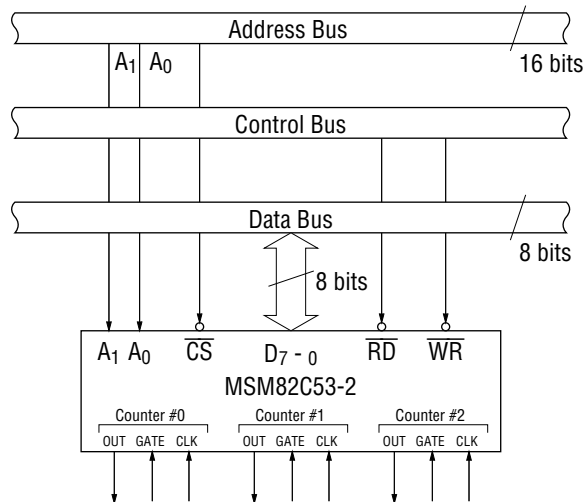 Address Bus
A1 A0 16 bits
Control Bus
Data Bus
8 bits
8 bits
A1 A0 CS RD WR
D7 - 0
MSM82C53-2
Counter #0 Counter #1 Counter #2
OUT GATE CLK OUT GATE CLK OUT GATE CLK